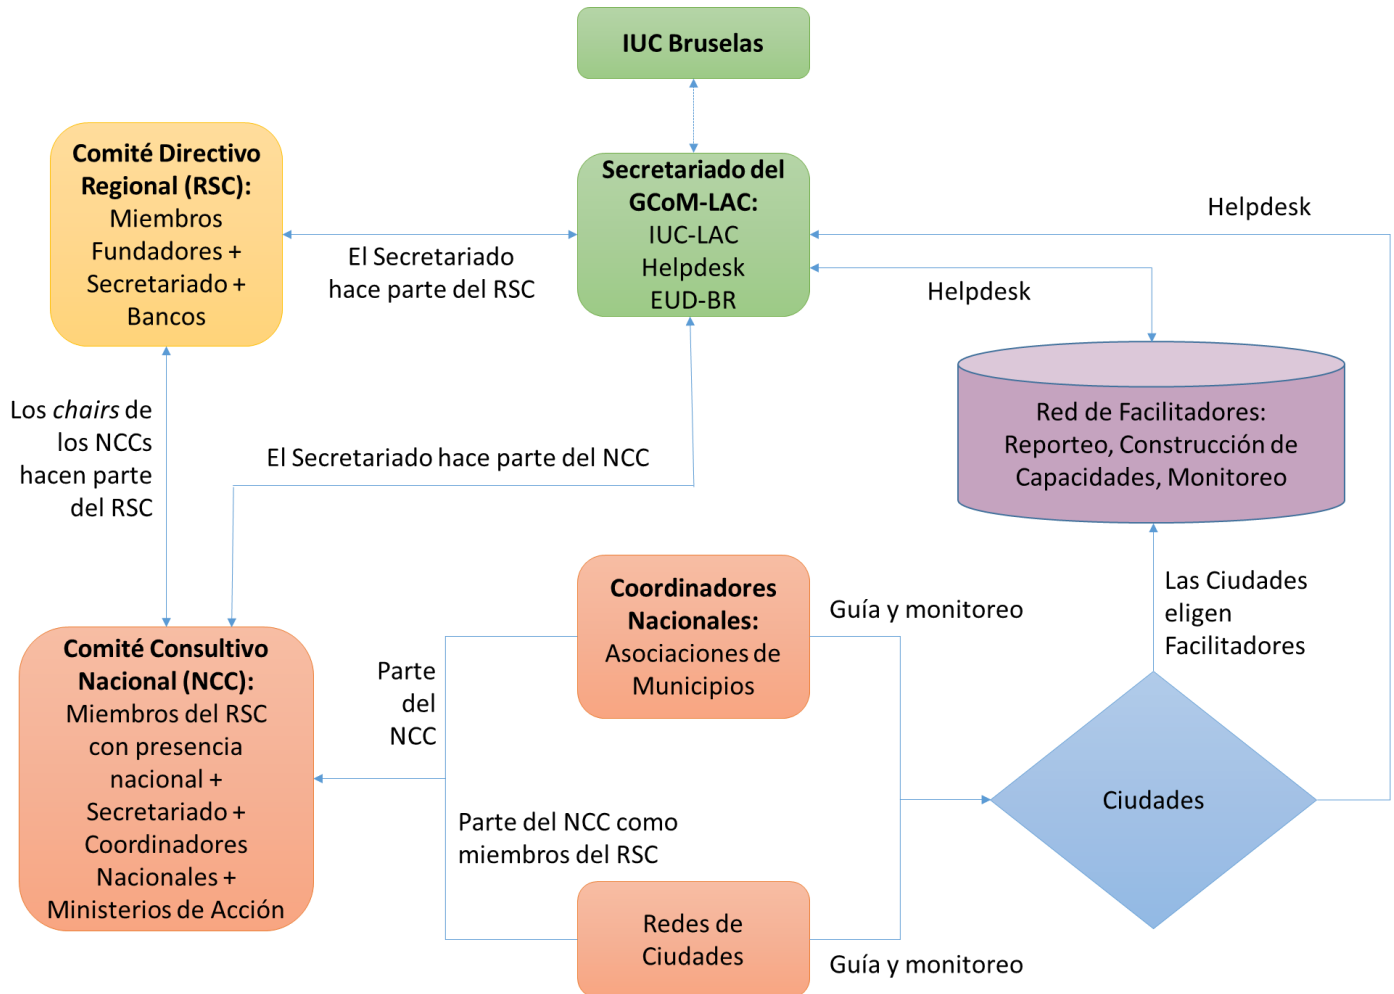 IUC Bruselas
Comité Directivo
Regional (RSC):
Miembros
Fundadores +
Secretariado +
Bancos
El Secretariado
hace parte del RSC
Secretariado del
GCoM-LAC:
IUC-LAC
Helpdesk
EUD-BR
Helpdesk
Helpdesk
Red de Facilitadores:
Reporteo, Construcción de
Capacidades, Monitoreo
Los chairs de
los NCCs
hacen parte
del RSC
El Secretariado hace parte del NCC
Comité Consultivo
Nacional (NCC):
Miembros del RSC
con presencia
nacional +
Secretariado +
Coordinadores
Nacionales +
Ministerios de Acción
Parte
del
NCC
Coordinadores
Nacionales:
Asociaciones de
Municipios
Guía y monitoreo
Las Ciudades
eligen
Facilitadores
Ciudades
Parte del NCC como
miembros del RSC
Redes de
Ciudades
Guía y monitoreo